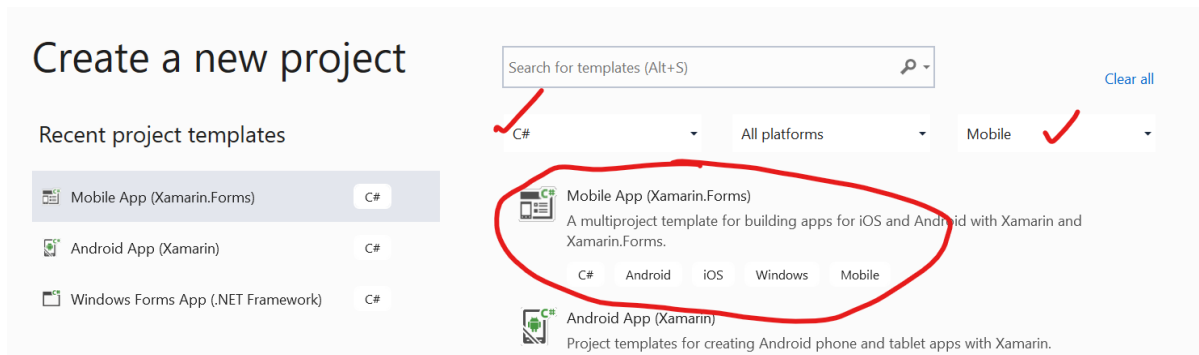 Create a new project
Search for templates (Alt+S)
Clear all
Recent project templates
C#
All platforms
Mobile
Mobile App (Xamarin.Forms)
C#
Android App (Xamarin)
C#
Windows Forms App (.NET Framework)
C#
Mobile App (Xamarin.Forms)
A multiproject template for building apps for iOS and Android with Xamarin and
Xamarin.Forms.
C# Android iOS Windows Mobile
Android App (Xamarin)
Project templates for creating Android phone and tablet apps with Xamarin.